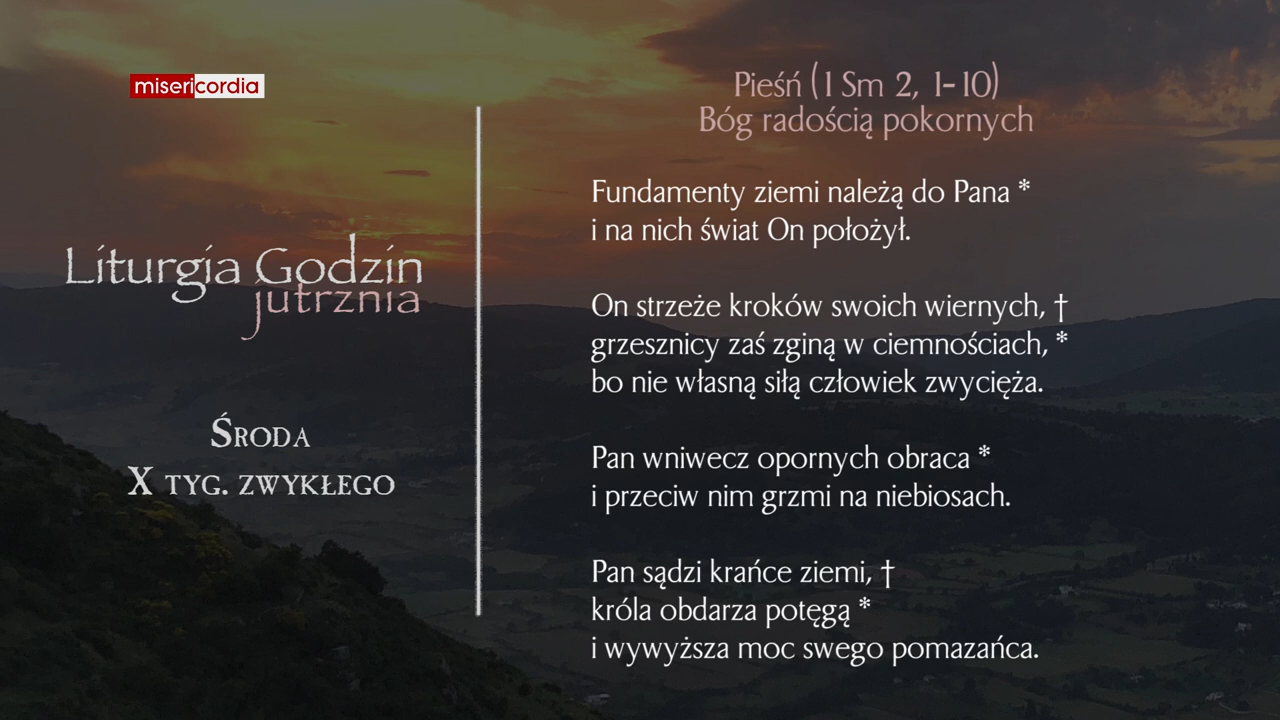 misericordia
Liturgia Godzin
jutrznia
Środa
X tyg. zwykłego
Pieśń (1 Sm 2, 1-10)
Bóg radością pokornych
Fundamenty ziemi należą do Pana *
i na nich świat On położył.
On strzeże kroków swoich wiernych, †
grzesznicy zaś zginą w ciemnościach, *
bo nie własną siłą człowiek zwycięża.
Pan wniwecz opornych obraca *
i przeciw nim grzmi na niebiosach.
Pan sądzi krańce ziemi, †
króla obdarza potęgą *
i wywyższa moc swego pomazańca.